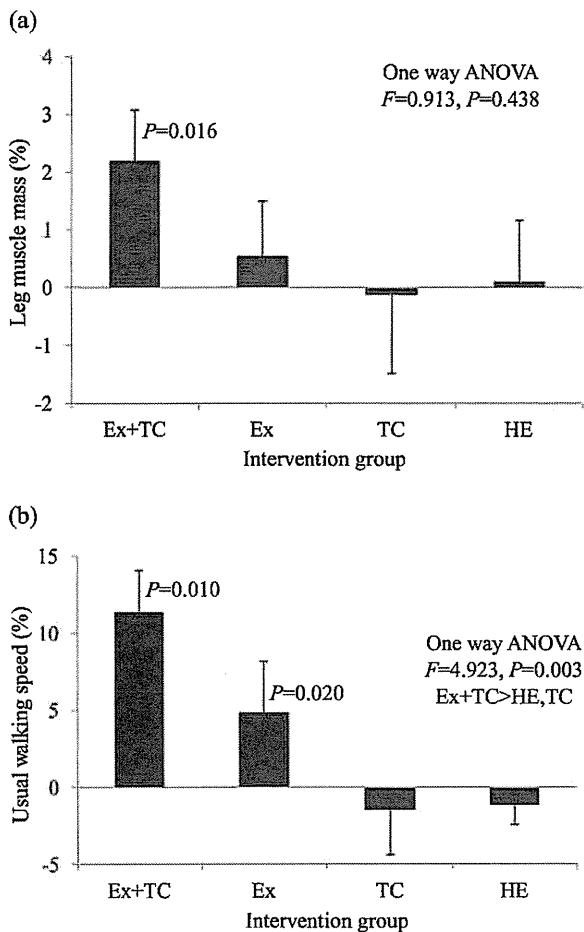 (a)
4
3
2
1
0
-1
-2
Leg muscle mass (%)
One way ANOVA
F=0.913, P=0.438
P=0.016
Ex+TC Ex TC HE
Intervention group
(b)
15
10
5
0
-5
Usual walking speed (%)
P=0.010
P=0.020
One way ANOVA
F=4.923, P=0.003
Ex+TC>HE,TC
Ex+TC Ex TC HE
Intervention group